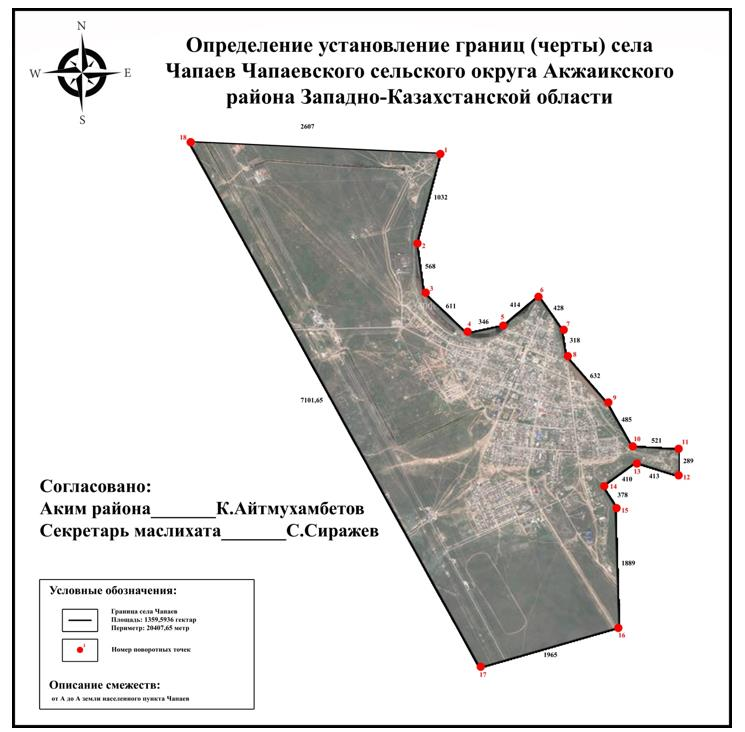 N
W
E
S
Определение установление границ (черты) села
Чапаев Чапаевского сельского округа Акжаикского
района Западно-Казахстанской области
2607
18
1
1032
2
568
3
611
4
346
5
414
6
428
7
318
8
632
9
485
10
521
11
289
12
413
13
410
14
378
15
1889
16
1965
17
7101,65
Согласовано:
Аким района_______К.Айтмухамбетов
Секретарь маслихата_______С.Сиражев
Условные обозначения:
Граница села Чапаев
Площадь: 1359,5936 гектар
Периметр: 20407,65 метр
1
Номер поворотных точек
Описание смежеств:
от А до А земли населенного пункта Чапаев